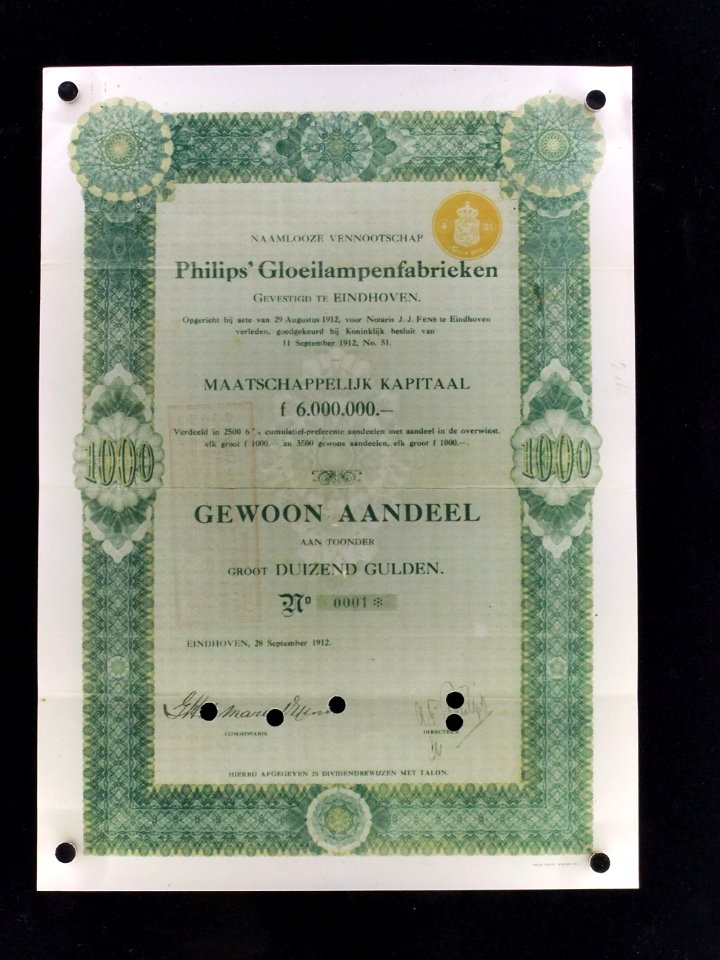 NAAMLOOZE VENNOOTSCHAP
Philips' Gloeilampenfabrieken
GEVESTIGD TE EINDHOVEN.
Opgericht bij acte van 29 Augustus 1912, voor Notaris J. J. FENS te Eindhoven
verleden, goedgekeurd bij Koninklijk besluit van
11 September 1912, No. 51.
MAATSCHAPPELIJK KAPITAAL
f 6.000.000.—
Verdeeld in 2500 6% cumulatief-preferente aandeelen met aandeel in de overwinst,
elk groot f 1000.— en 3500 gewone aandeelen, elk groot f 1000.—.
1000
1000
GEWOON AANDEEL
AAN TOONDER
GROOT DUIZEND GULDEN.
No 0001*
EINDHOVEN, 28 September 1912.
COMMISSARIS
HIERBIJ AFGEGEVEN 20 DIVIDENDBEWIJZEN MET TALON.